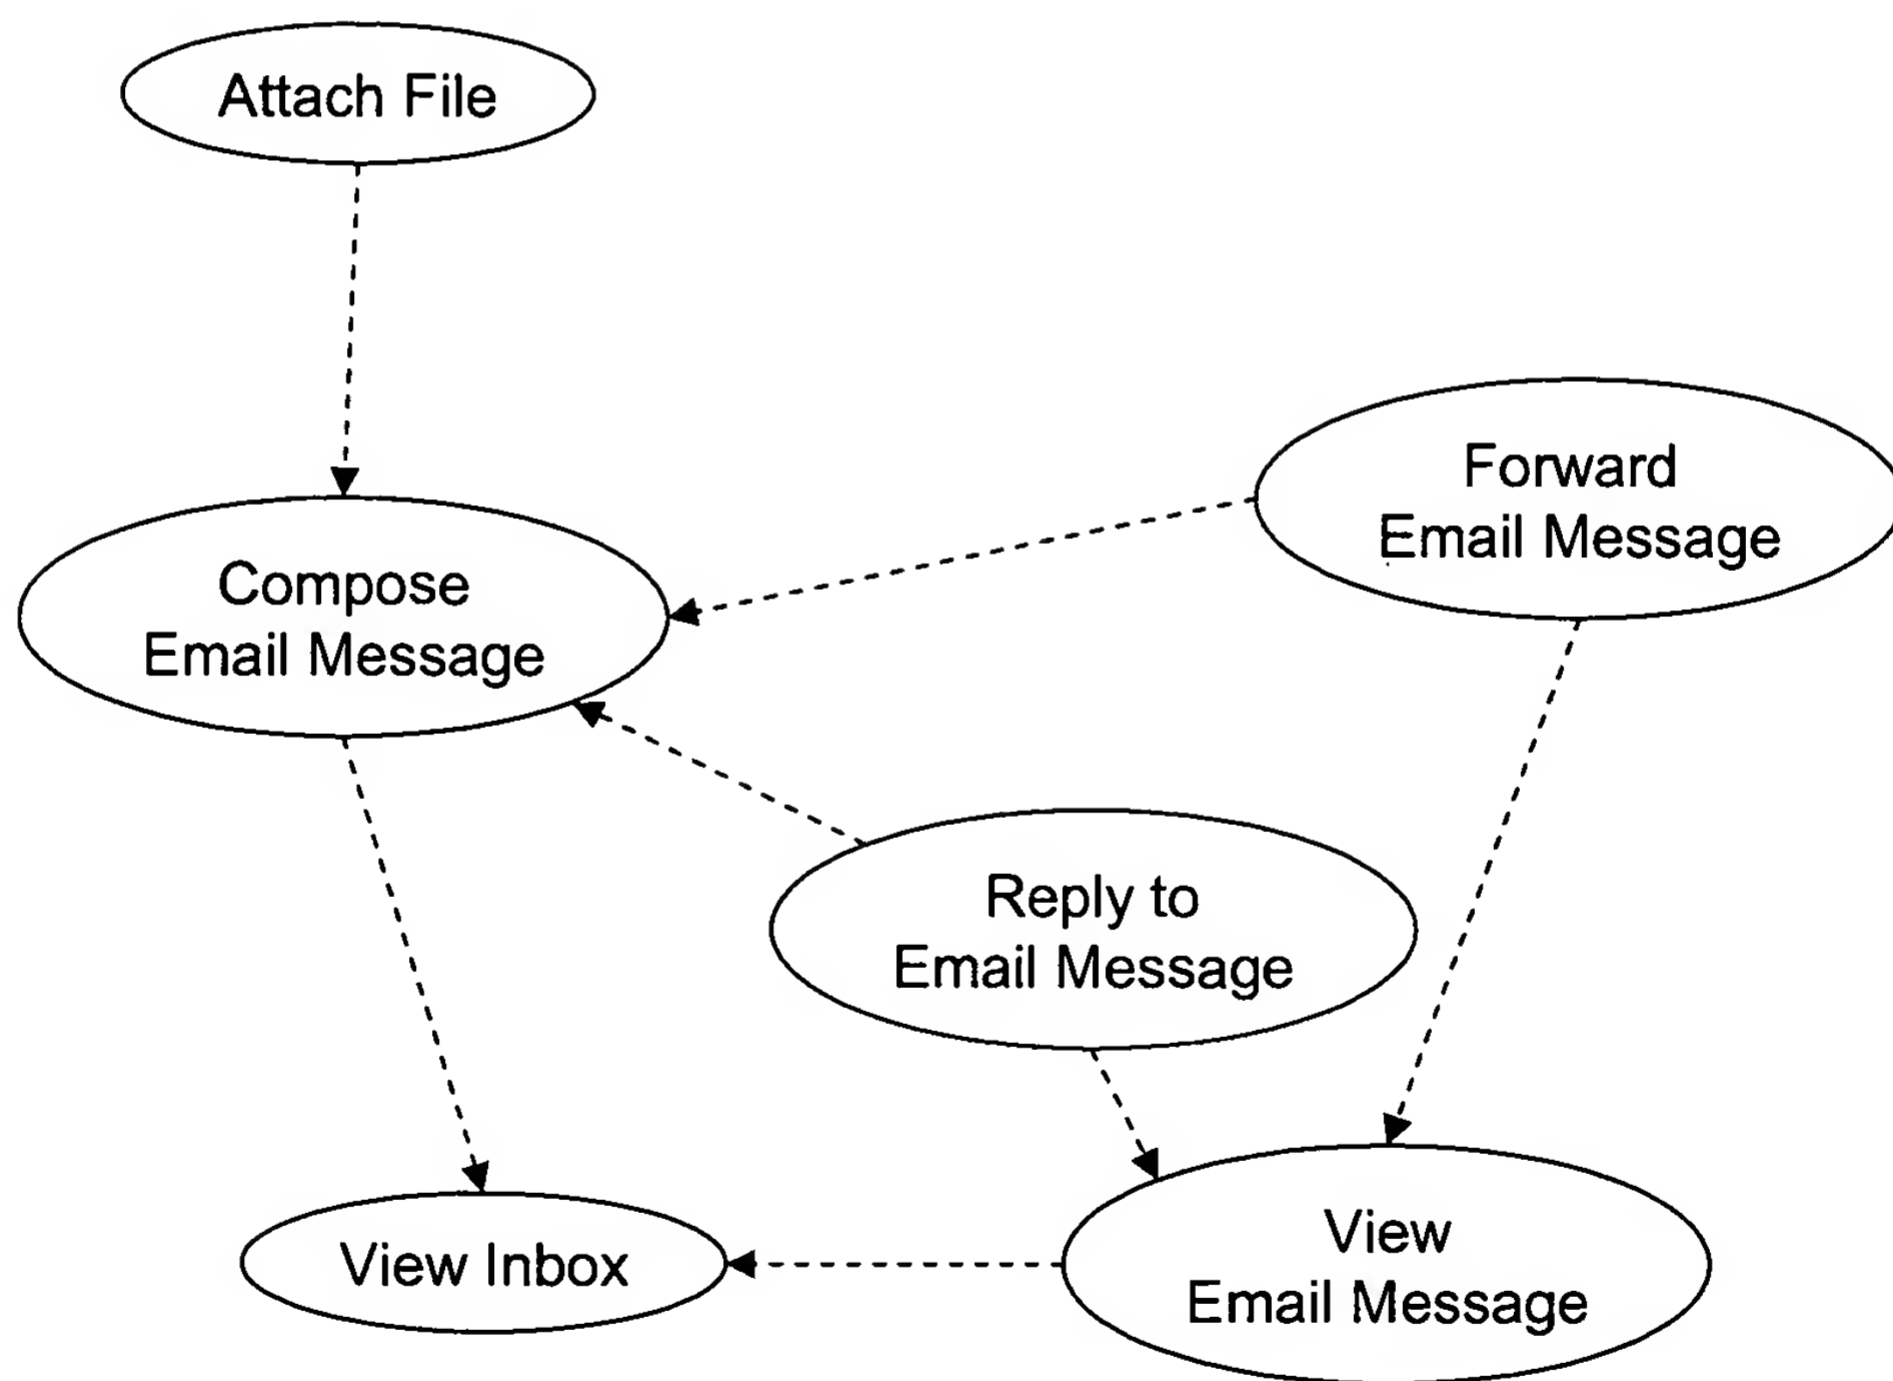 Attach File
Forward
Email Message
Compose
Email Message
Reply to
Email Message
View Inbox
View
Email Message